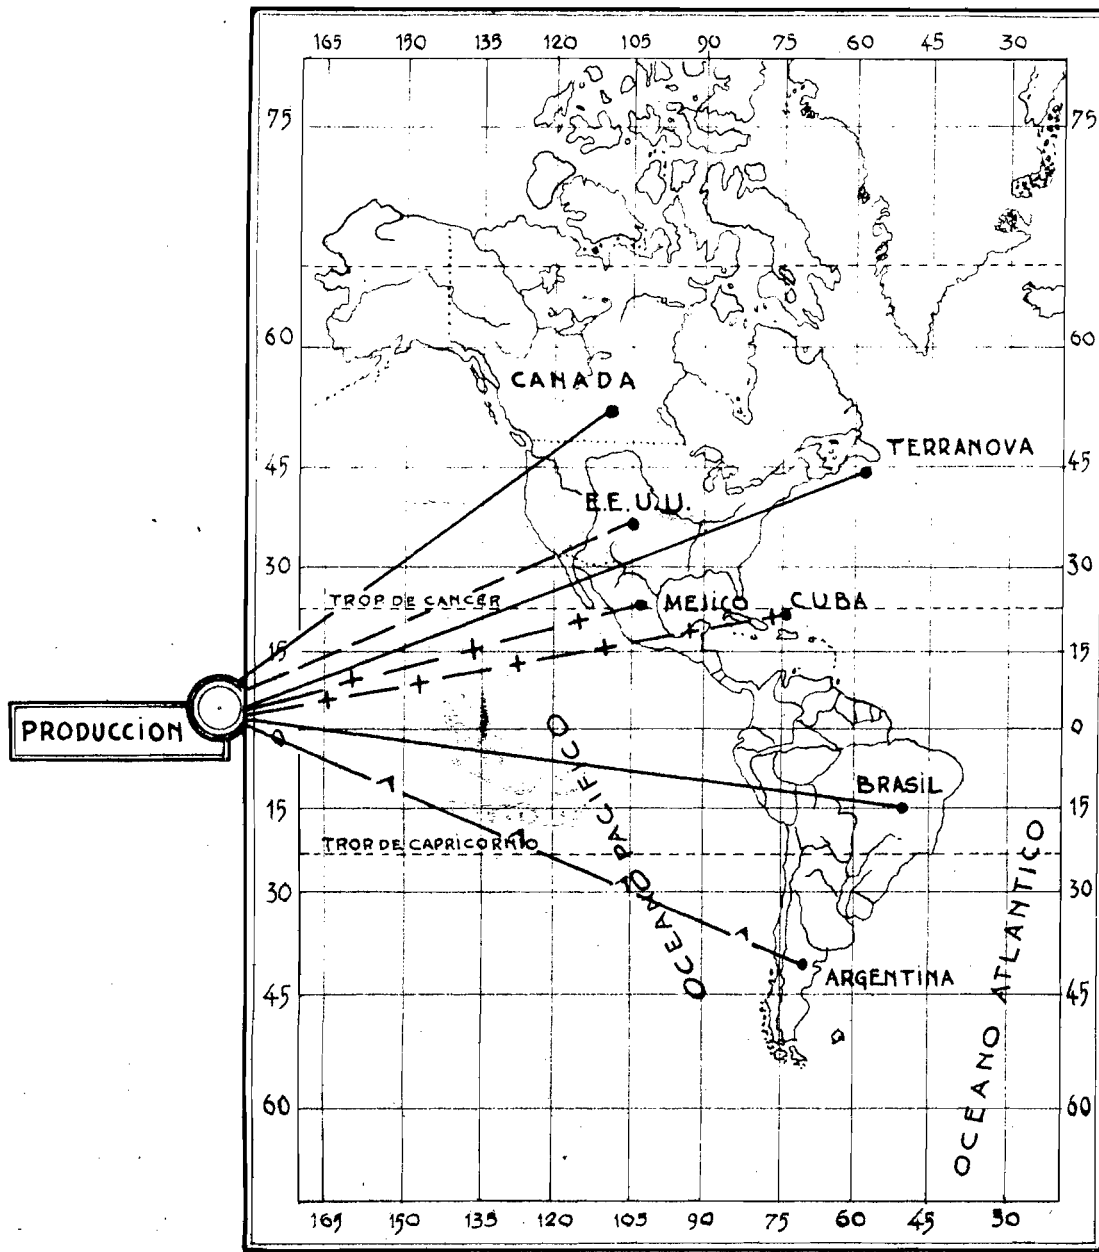 165 150 135 120 105 90 75 60 45 30
75 75
60 60
CANADA
TERRANOVA
45 45
E.E.U.U.
30 30
TROP DE CANCER
MEJICO
CUBA
15 15
PRODUCCION
0 0
OCEANO PACIFICO
BRASIL
15 15
TROP DE CAPRICORNIO
30 30
ARGENTINA
45 45
OCEANO ATLANTICO
60 60
165 150 135 120 105 90 75 60 45 30